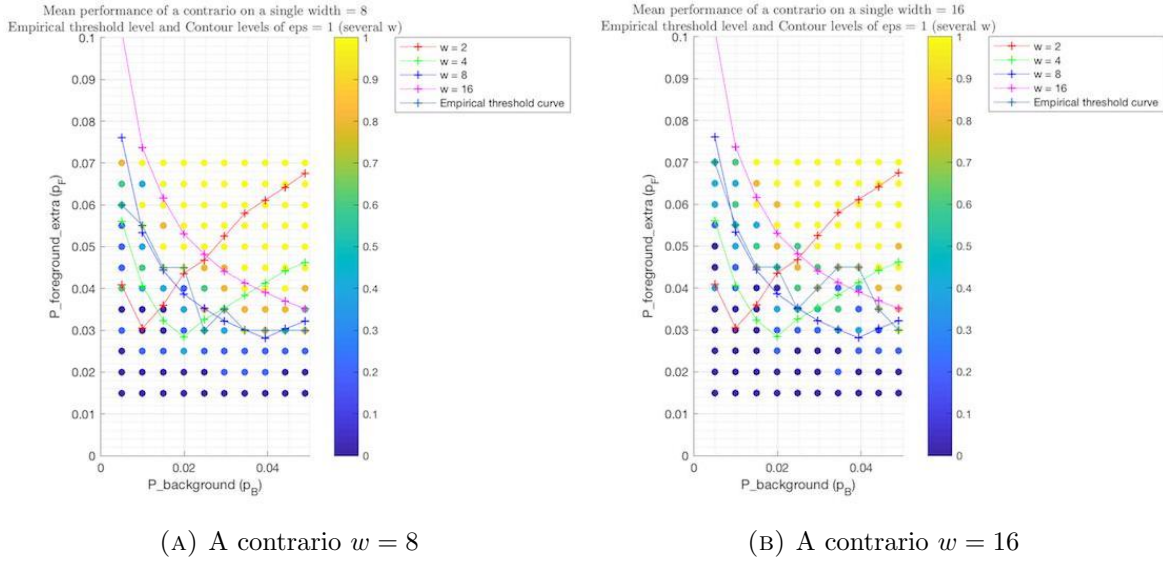 Mean performance of a contrario on a single width = 8
Empirical threshold level and Contour levels of eps = 1 (several w)
0.1
0.09
0.08
0.07
0.06
0.05
0.04
0.03
0.02
0.01
0
P_foreground_extra (p_F)
0
0.02
0.04
P_background (p_B)
1
0.9
0.8
0.7
0.6
0.5
0.4
0.3
0.2
0.1
0
w = 2
w = 4
w = 8
w = 16
Empirical threshold curve
(A) A contrario w = 8
Mean performance of a contrario on a single width = 16
Empirical threshold level and Contour levels of eps = 1 (several w)
0.1
0.09
0.08
0.07
0.06
0.05
0.04
0.03
0.02
0.01
0
P_foreground_extra (p_F)
0
0.02
0.04
P_background (p_B)
1
0.9
0.8
0.7
0.6
0.5
0.4
0.3
0.2
0.1
0
w = 2
w = 4
w = 8
w = 16
Empirical threshold curve
(B) A contrario w = 16